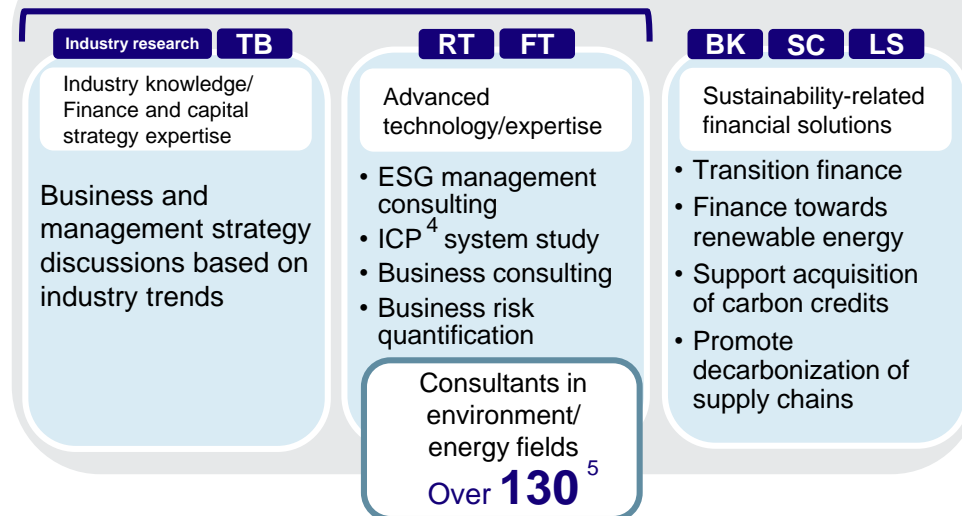 Industry research TB
Industry knowledge/
Finance and capital
strategy expertise
Business and
management strategy
discussions based on
industry trends
RT FT
Advanced
technology/expertise
• ESG management
consulting
• ICP 4 system study
• Business consulting
• Business risk
quantification
Consultants in
environment/
energy fields
Over 130 5
BK SC LS
Sustainability-related
financial solutions
• Transition finance
• Finance towards
renewable energy
• Support acquisition
of carbon credits
• Promote
decarbonization of
supply chains